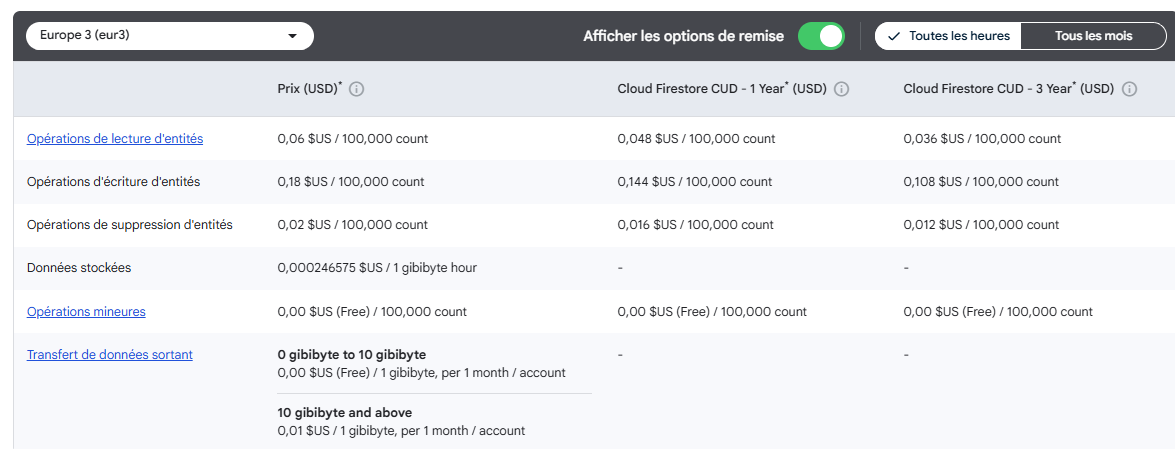 Europe 3 (eur3)
Afficher les options de remise
Toutes les heures
Tous les mois
Prix (USD)*
Cloud Firestore CUD - 1 Year* (USD)
Cloud Firestore CUD - 3 Year* (USD)
Opérations de lecture d'entités
0,06 $US / 100,000 count
0,048 $US / 100,000 count
0,036 $US / 100,000 count
Opérations d'écriture d'entités
0,18 $US / 100,000 count
0,144 $US / 100,000 count
0,108 $US / 100,000 count
Opérations de suppression d'entités
0,02 $US / 100,000 count
0,016 $US / 100,000 count
0,012 $US / 100,000 count
Données stockées
0,000246575 $US / 1 gibibyte hour
-
-
Opérations mineures
0,00 $US (Free) / 100,000 count
0,00 $US (Free) / 100,000 count
0,00 $US (Free) / 100,000 count
Transfert de données sortant
0 gibibyte to 10 gibibyte
0,00 $US (Free) / 1 gibibyte, per 1 month / account
-
-
10 gibibyte and above
0,01 $US / 1 gibibyte, per 1 month / account